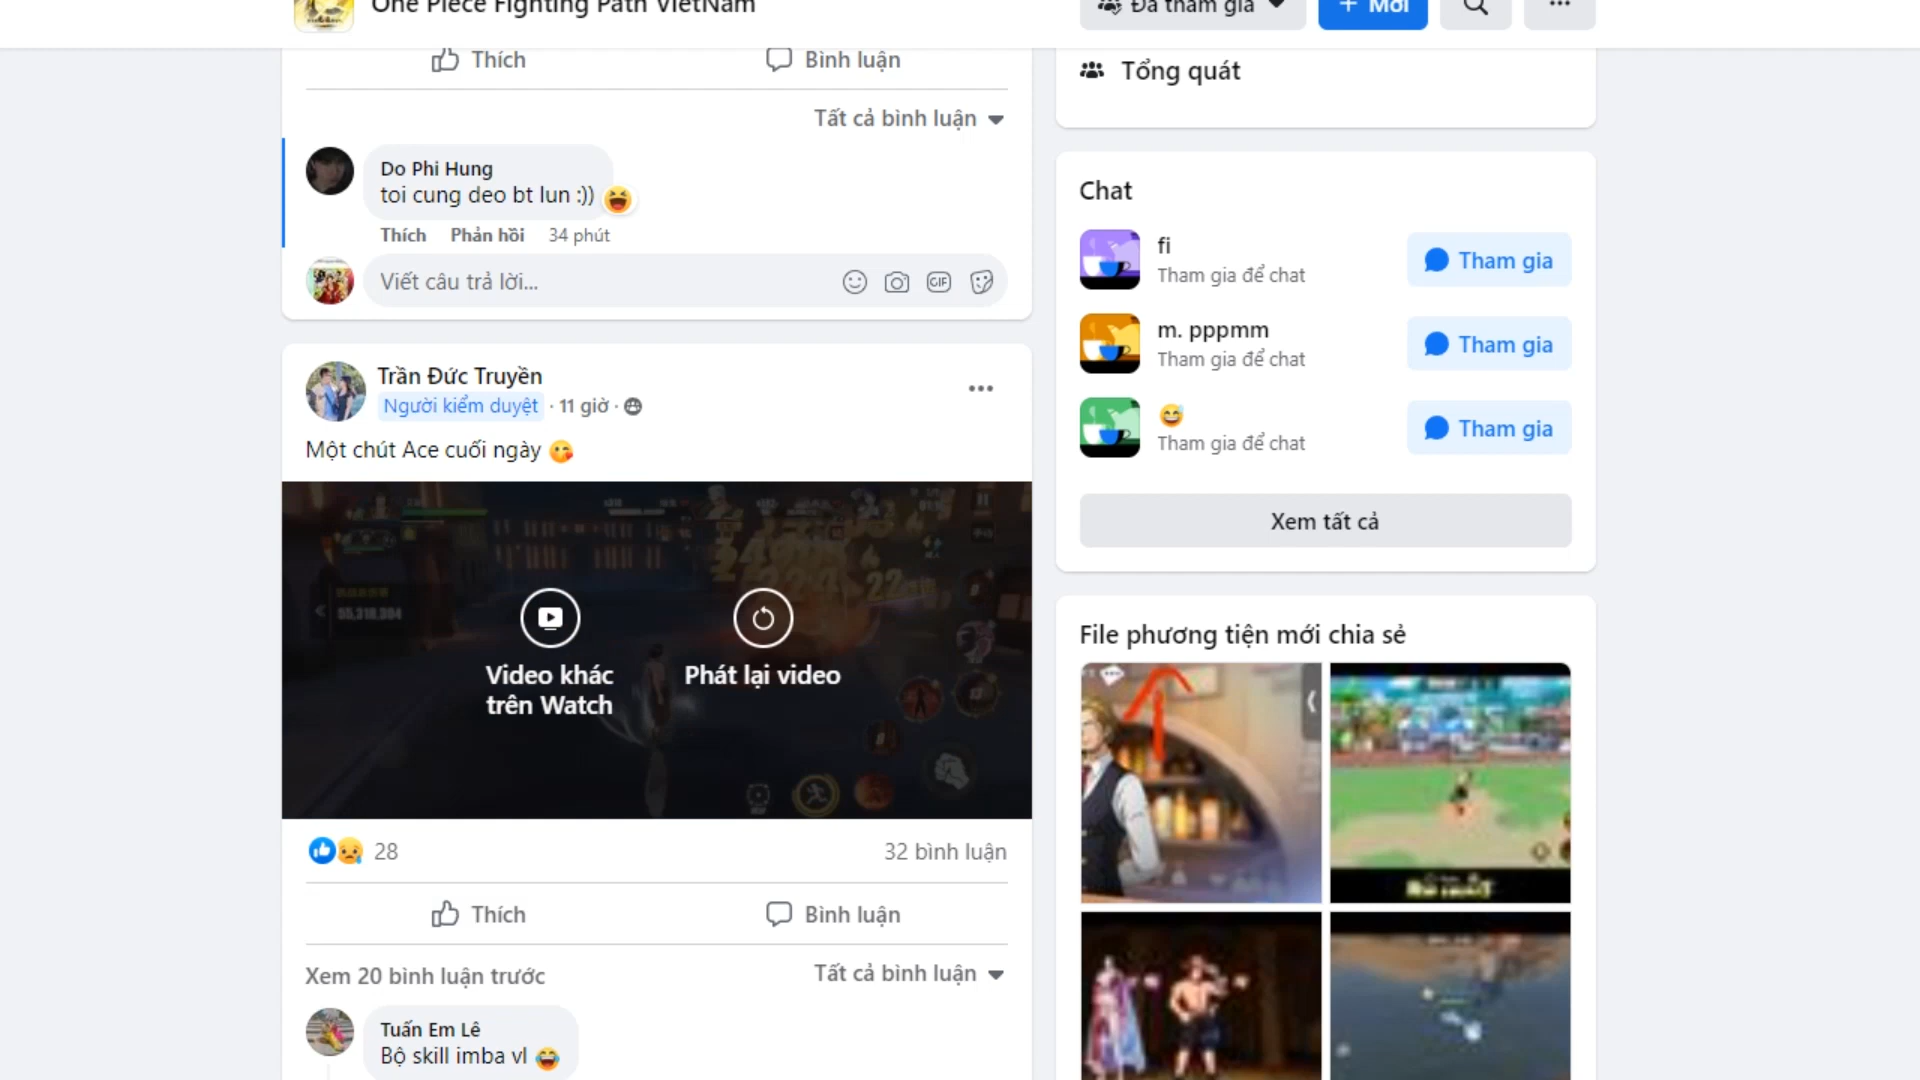 One Piece Fighting Path VietNam
Đã tham gia
+ Mời
Thích
Bình luận
Tất cả bình luận
Do Phi Hung
toi cung deo bt lun :)) 😆
Thích Phản hồi 34 phút
Viết câu trả lời...
GIF
Trần Đức Truyền
Người kiểm duyệt · 11 giờ ·
Một chút Ace cuối ngày 😋
55,318,384
Video khác
trên Watch
Phát lại video
28
32 bình luận
Thích
Bình luận
Xem 20 bình luận trước
Tất cả bình luận
Tuấn Em Lê
Bộ skill imba vl 😂
Tổng quát
Chat
fi
Tham gia để chat
Tham gia
m. pppmm
Tham gia để chat
Tham gia
😅
Tham gia để chat
Tham gia
Xem tất cả
File phương tiện mới chia sẻ